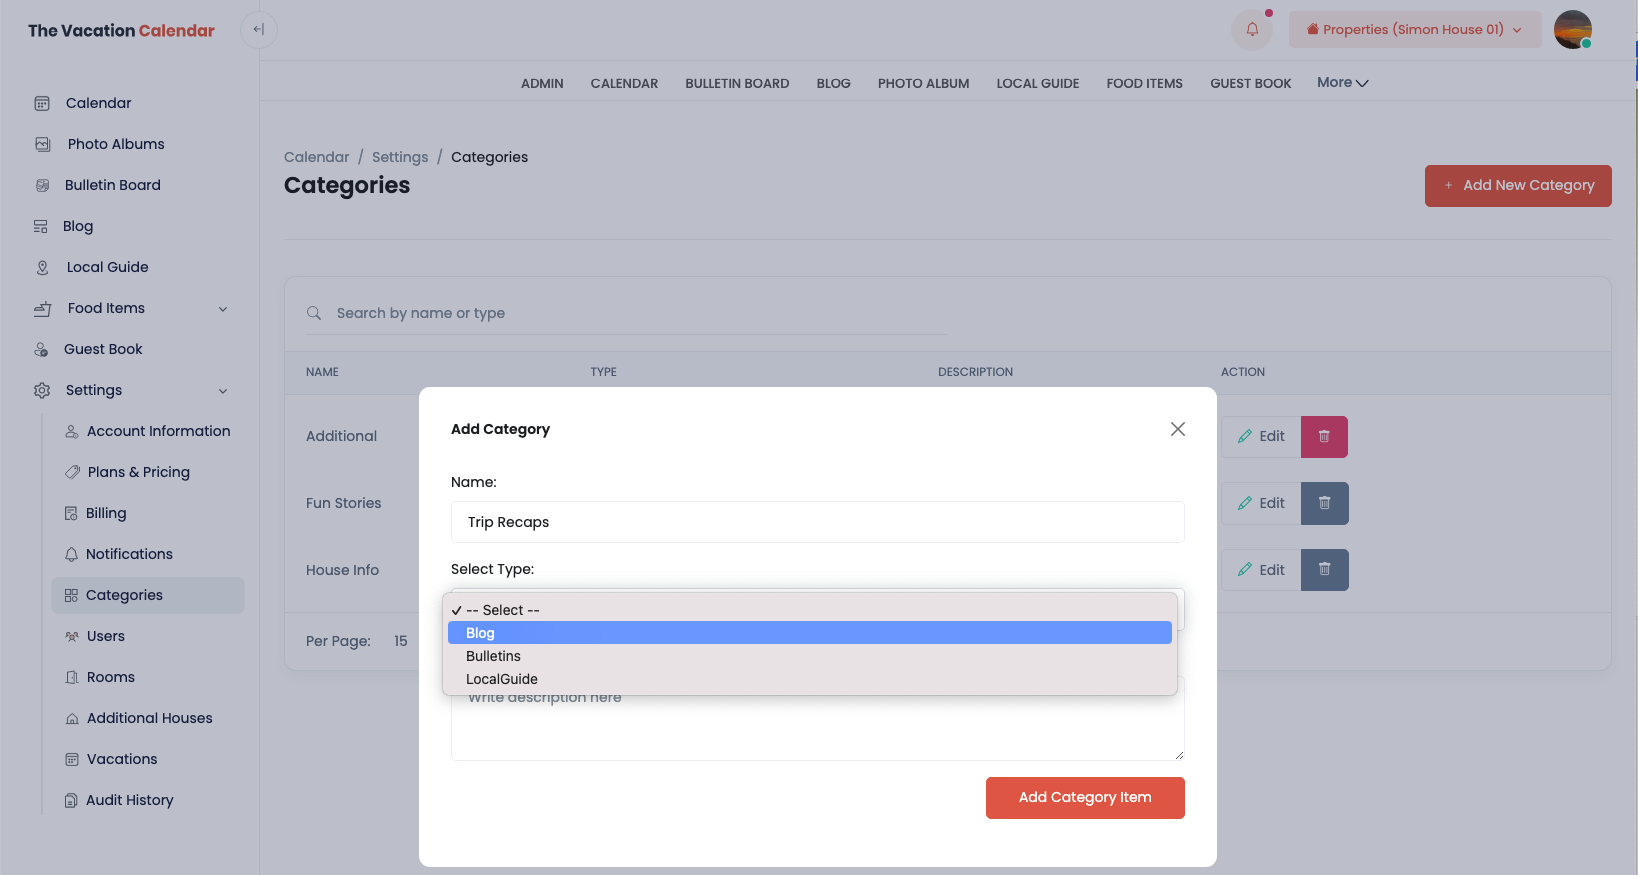 The Vacation Calendar
Properties (Simon House 01)
ADMIN CALENDAR BULLETIN BOARD BLOG PHOTO ALBUM LOCAL GUIDE FOOD ITEMS GUEST BOOK More
Calendar
Photo Albums
Bulletin Board
Blog
Local Guide
Food Items
Guest Book
Settings
Account Information
Plans & Pricing
Billing
Notifications
Categories
Users
Rooms
Additional Houses
Vacations
Audit History
Calendar / Settings / Categories
Categories
+ Add New Category
Search by name or type
NAME TYPE DESCRIPTION ACTION
Additional Edit
Fun Stories Edit
House Info Edit
Per Page: 15
Add Category
Name:
Trip Recaps
Select Type:
✓ -- Select --
Blog
Bulletins
LocalGuide
Write description here
Add Category Item